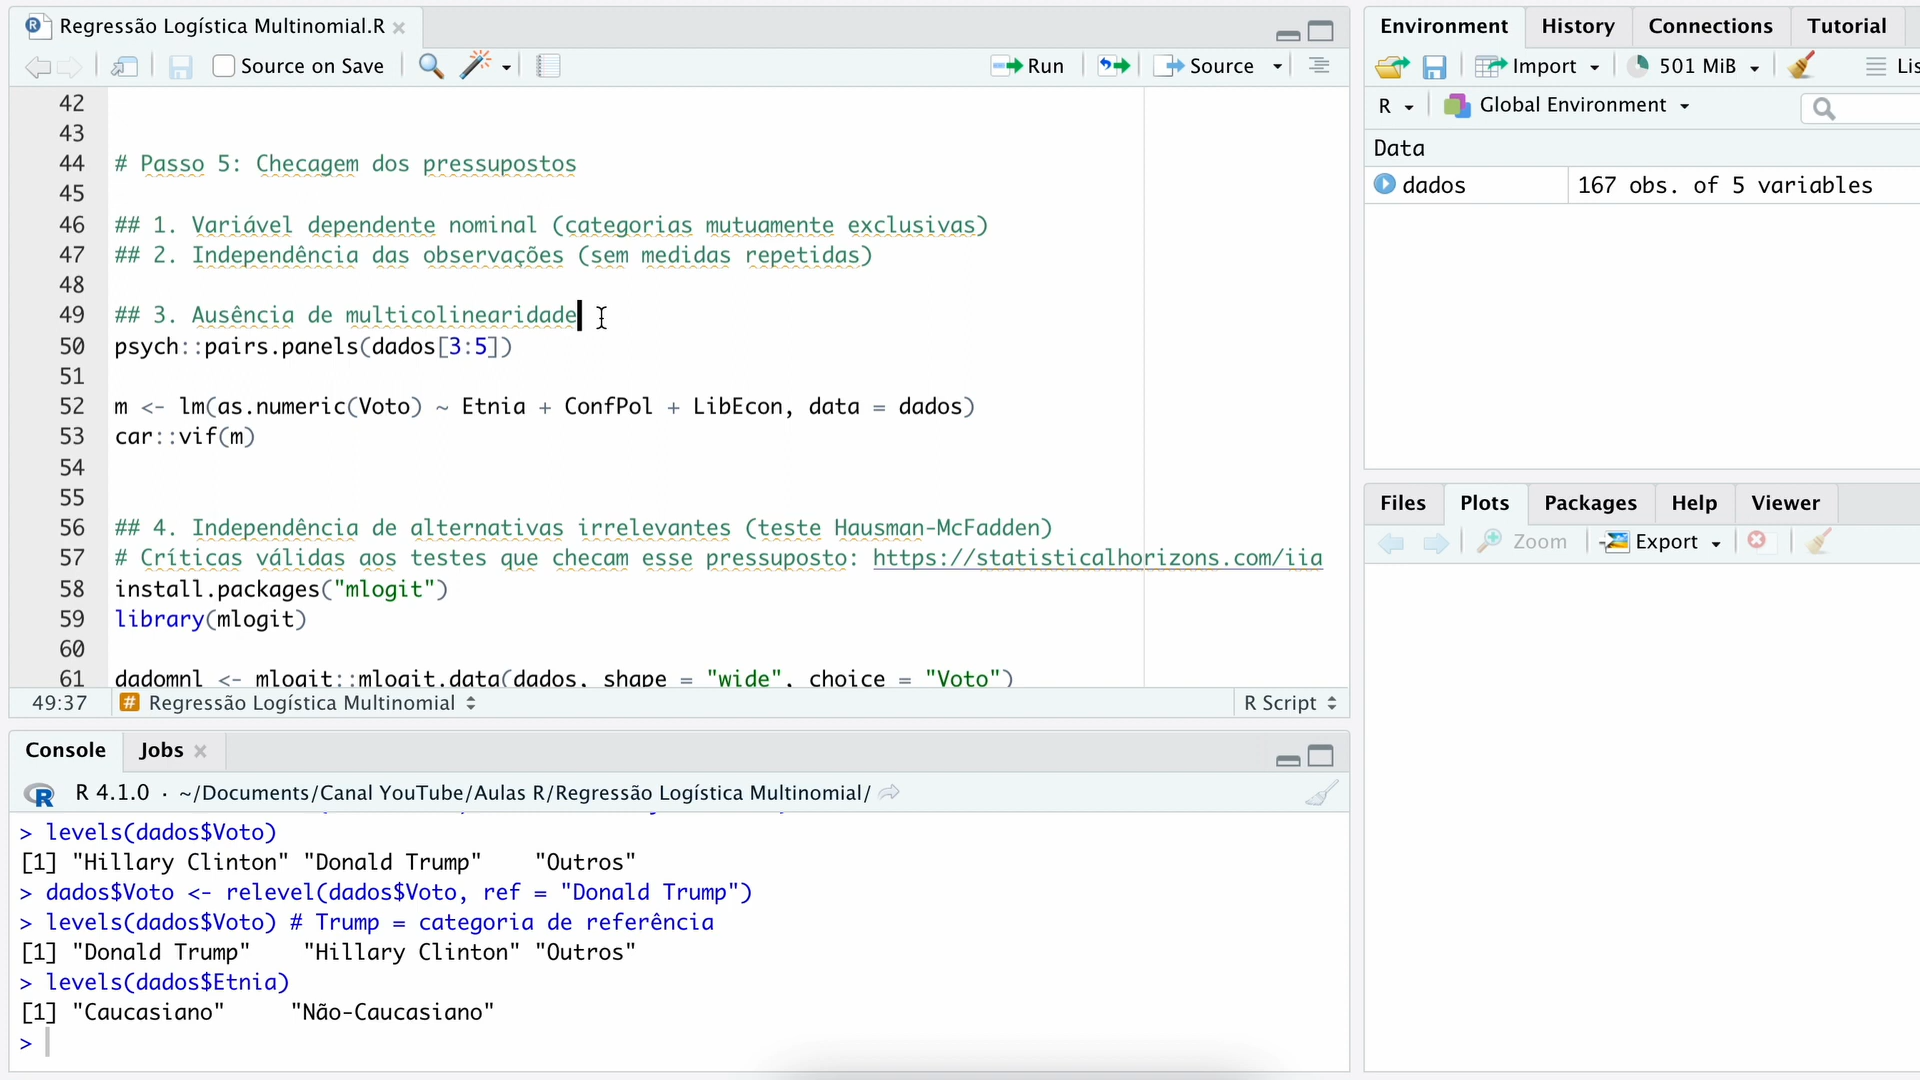 Regressão Logística Multinomial.R
Source on Save
Run
Source
42
43
44 # Passo 5: Checagem dos pressupostos
45
46 ## 1. Variável dependente nominal (categorias mutuamente exclusivas)
47 ## 2. Independência das observações (sem medidas repetidas)
48
49 ## 3. Ausência de multicolinearidade
50 psych::pairs.panels(dados[3:5])
51
52 m <- lm(as.numeric(Voto) ~ Etnia + ConfPol + LibEcon, data = dados)
53 car::vif(m)
54
55
56 ## 4. Independência de alternativas irrelevantes (teste Hausman-McFadden)
57 # Críticas válidas aos testes que checam esse pressuposto: https://statisticalhorizons.com/iia
58 install.packages("mlogit")
59 library(mlogit)
60
61 dadomnl <- mlogit::mlogit.data(dados, shape = "wide", choice = "Voto")
49:37 # Regressão Logística Multinomial R Script
Console Jobs
R 4.1.0 · ~/Documents/Canal YouTube/Aulas R/Regressão Logística Multinomial/
> levels(dados$Voto)
[1] "Hillary Clinton" "Donald Trump" "Outros"
> dados$Voto <- relevel(dados$Voto, ref = "Donald Trump")
> levels(dados$Voto) # Trump = categoria de referência
[1] "Donald Trump" "Hillary Clinton" "Outros"
> levels(dados$Etnia)
[1] "Caucasiano" "Não-Caucasiano"
>
Environment History Connections Tutorial
Import 501 MiB Lis
R Global Environment
Data
dados 167 obs. of 5 variables
Files Plots Packages Help Viewer
Zoom Export